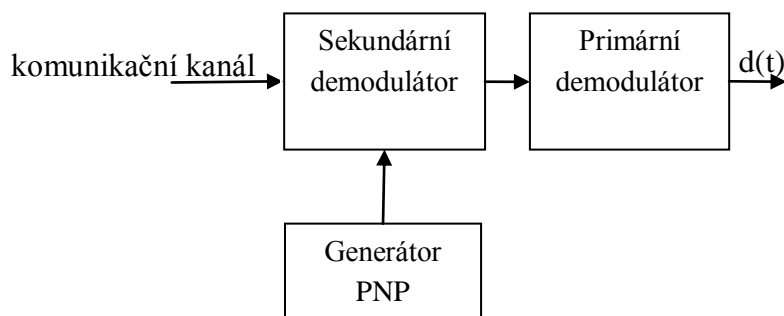 komunikační kanál
Sekundární
demodulátor
Primární
demodulátor
d(t)
Generátor
PNP